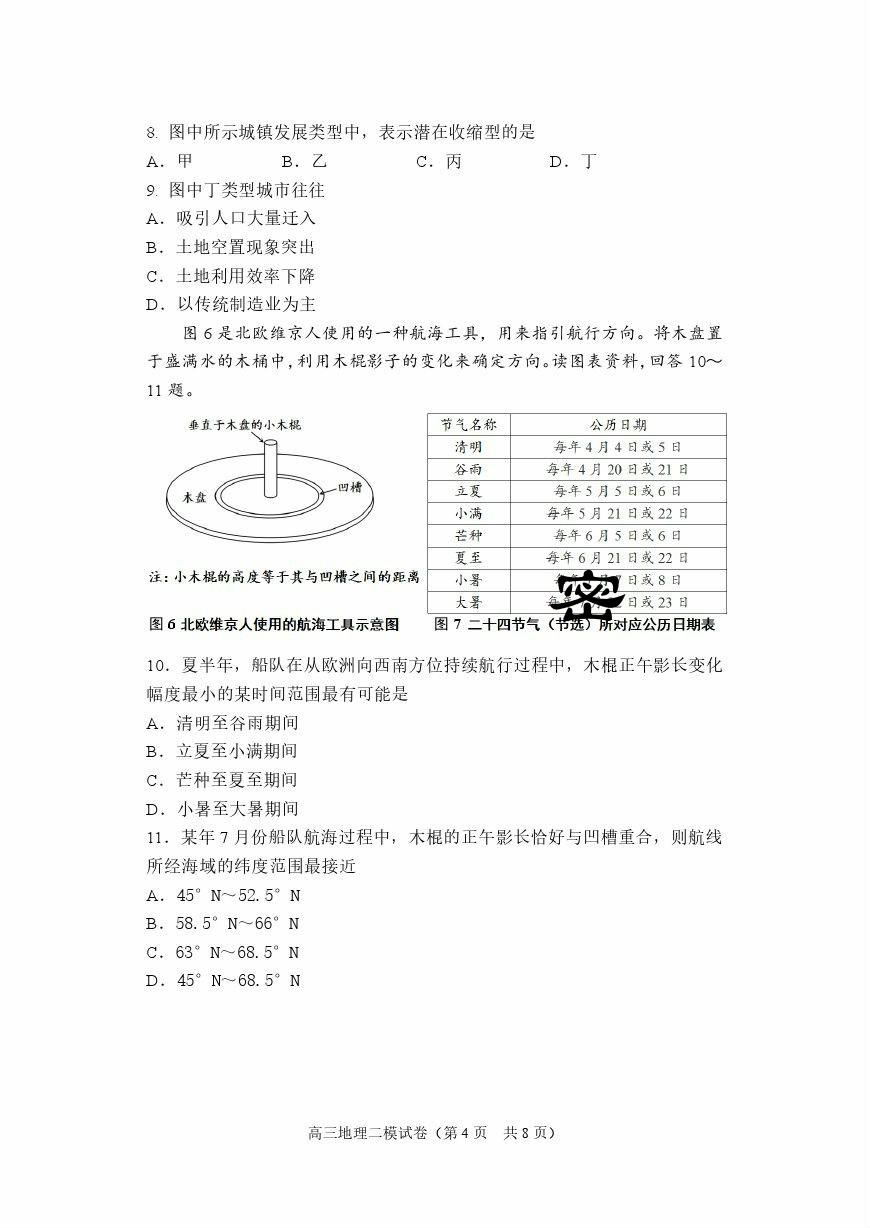 8. 图中所示城镇发展类型中，表示潜在收缩型的是
A．甲 B．乙 C．丙 D．丁
9. 图中丁类型城市往往
A．吸引人口大量迁入
B．土地空置现象突出
C．土地利用效率下降
D．以传统制造业为主
图 6 是北欧维京人使用的一种航海工具，用来指引航行方向。将木盘置
于盛满水的木桶中，利用木棍影子的变化来确定方向。读图表资料，回答 10～
11 题。
垂直于木盘的小木棍
凹槽
木盘
注：小木棍的高度等于其与凹槽之间的距离
图 6 北欧维京人使用的航海工具示意图
节气名称 公历日期
清明 每年 4 月 4 日或 5 日
谷雨 每年 4 月 20 日或 21 日
立夏 每年 5 月 5 日或 6 日
小满 每年 5 月 21 日或 22 日
芒种 每年 6 月 5 日或 6 日
夏至 每年 6 月 21 日或 22 日
小暑 日或 8 日
大暑 日或 23 日
密
图 7 二十四节气（节选）所对应公历日期表
10．夏半年，船队在从欧洲向西南方位持续航行过程中，木棍正午影长变化
幅度最小的某时间范围最有可能是
A．清明至谷雨期间
B．立夏至小满期间
C．芒种至夏至期间
D．小暑至大暑期间
11．某年 7 月份船队航海过程中，木棍的正午影长恰好与凹槽重合，则航线
所经海域的纬度范围最接近
A．45° N～52.5° N
B．58.5° N～66° N
C．63° N～68.5° N
D．45° N～68.5° N
高三地理二模试卷（第 4 页 共 8 页）